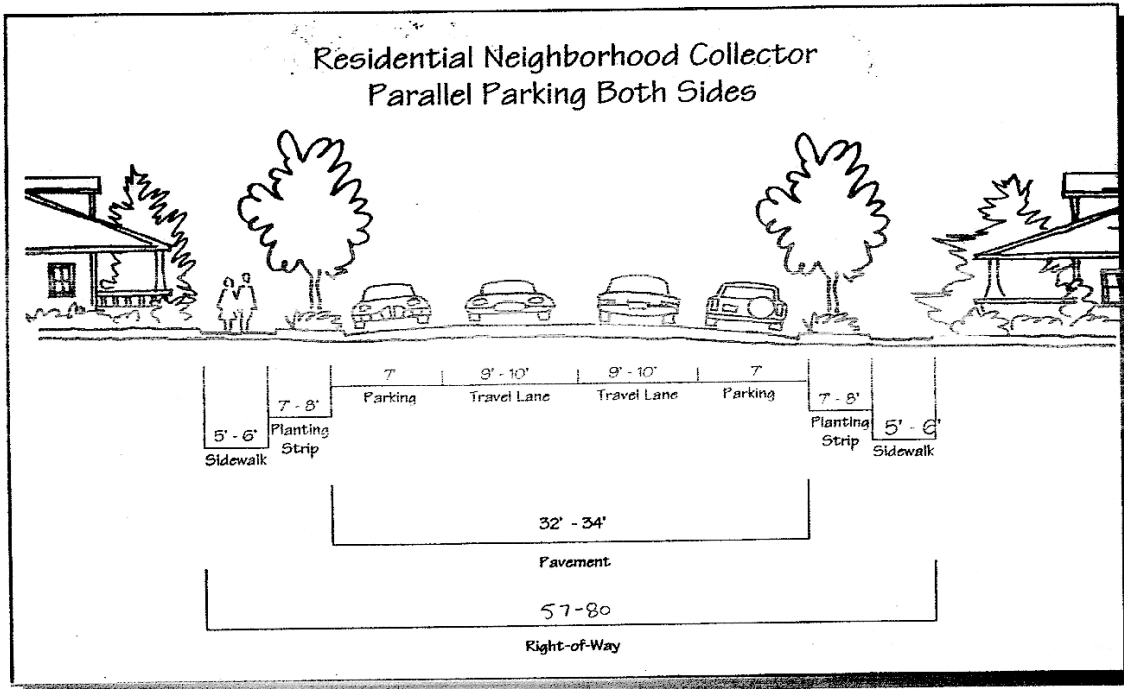 Residential Neighborhood Collector
Parallel Parking Both Sides
7'
9' - 10'
9' - 10'
7'
Parking
Travel Lane
Travel Lane
Parking
7 - 8'
Planting
Strip
7 - 8'
Planting
Strip
5' - 6'
Sidewalk
5' - 6'
Sidewalk
32' - 34'
Pavement
57-80
Right-of-Way